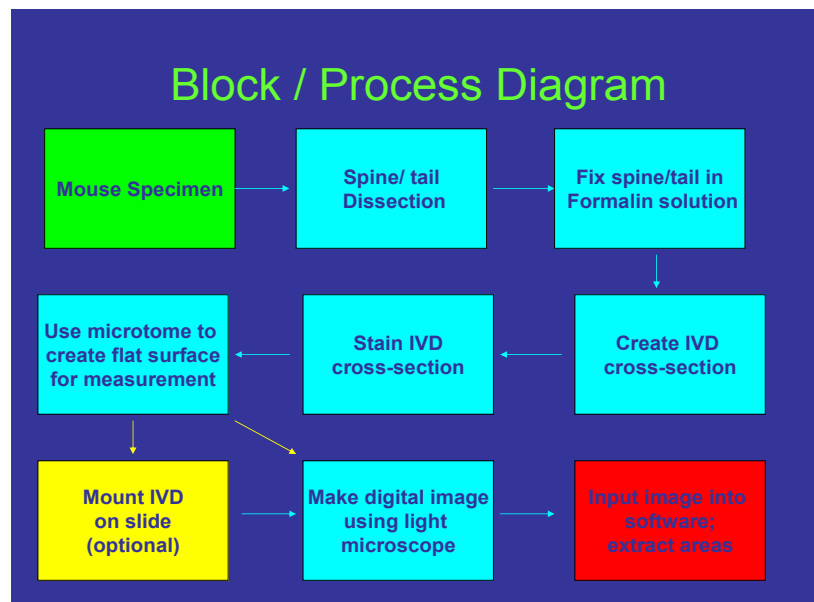 Block / Process Diagram
Mouse Specimen
Spine/ tail
Dissection
Fix spine/tail in
Formalin solution
Use microtome to
create flat surface
for measurement
Stain IVD
cross-section
Create IVD
cross-section
Mount IVD
on slide
(optional)
Make digital image
using light
microscope
Input image into
software;
extract areas